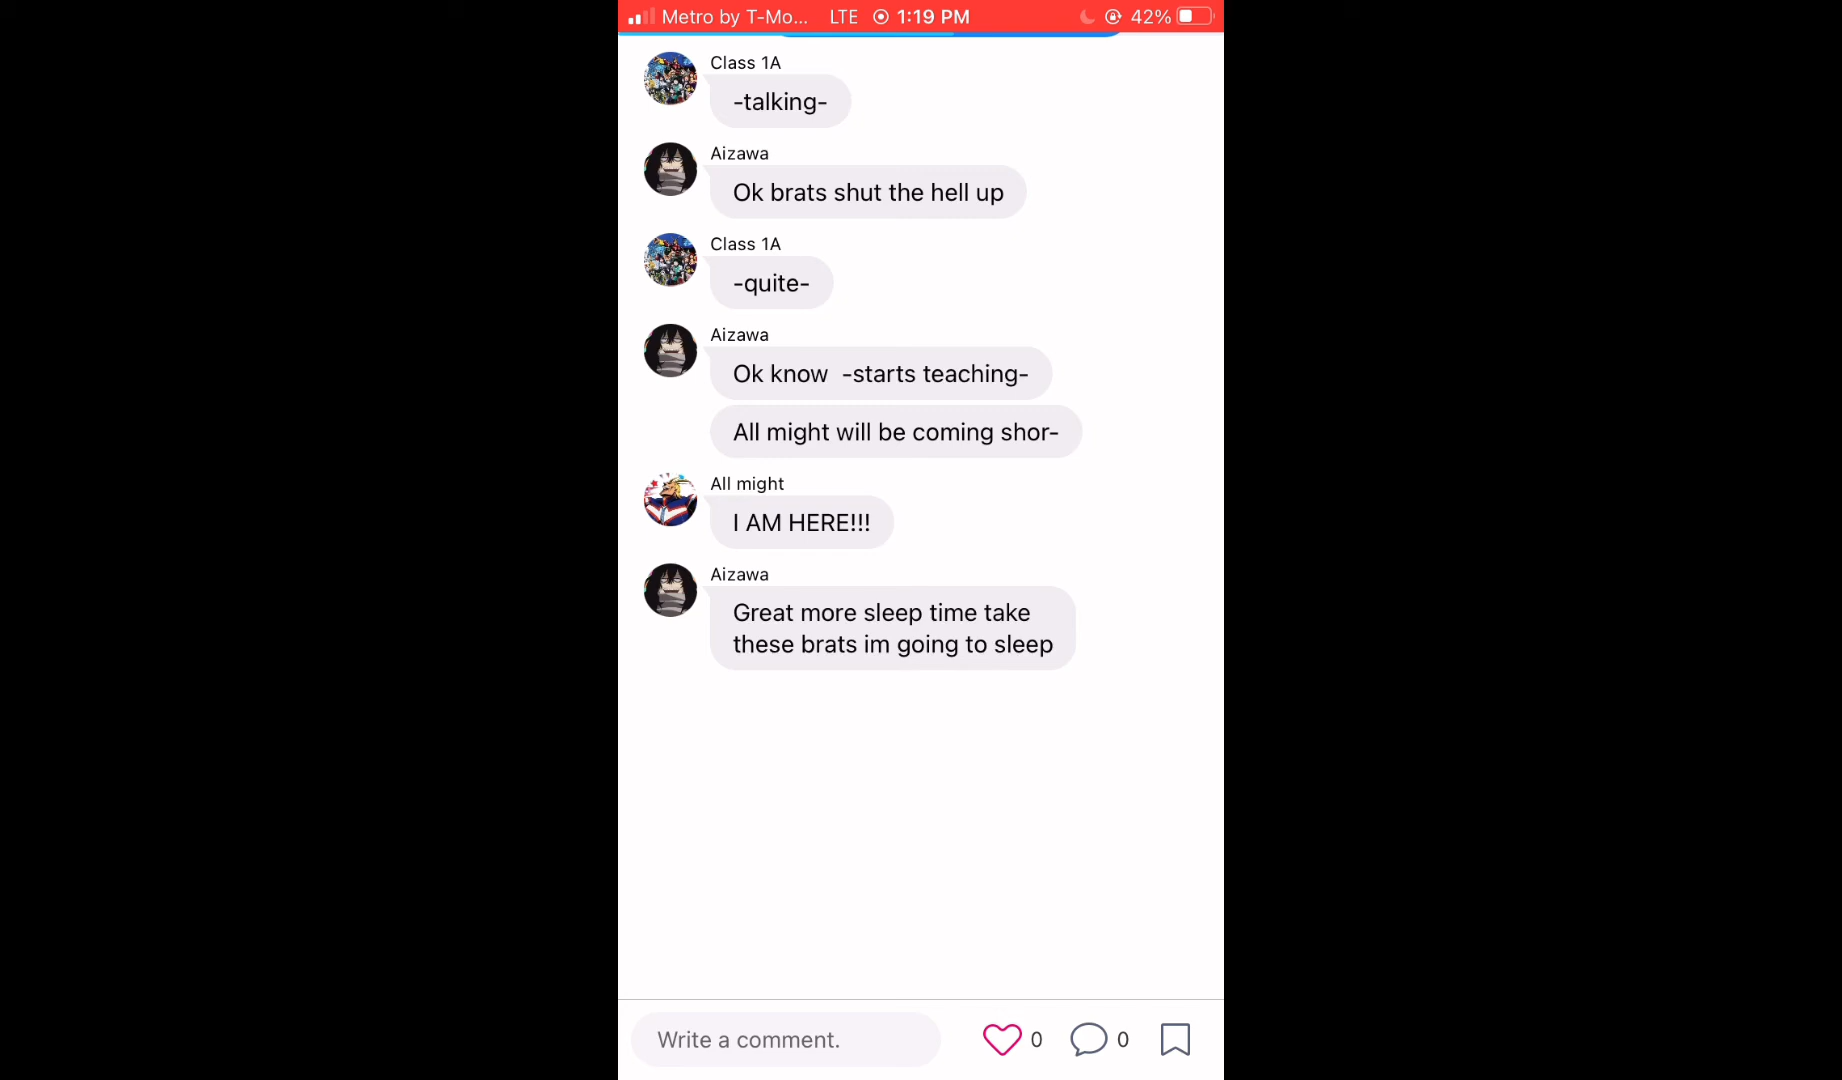 Metro by T-Mo... LTE 1:19 PM 42%
Class 1A
-talking-
Aizawa
Ok brats shut the hell up
Class 1A
-quite-
Aizawa
Ok know -starts teaching-
All might will be coming shor-
All might
I AM HERE!!!
Aizawa
Great more sleep time take
these brats im going to sleep
Write a comment. 0 0